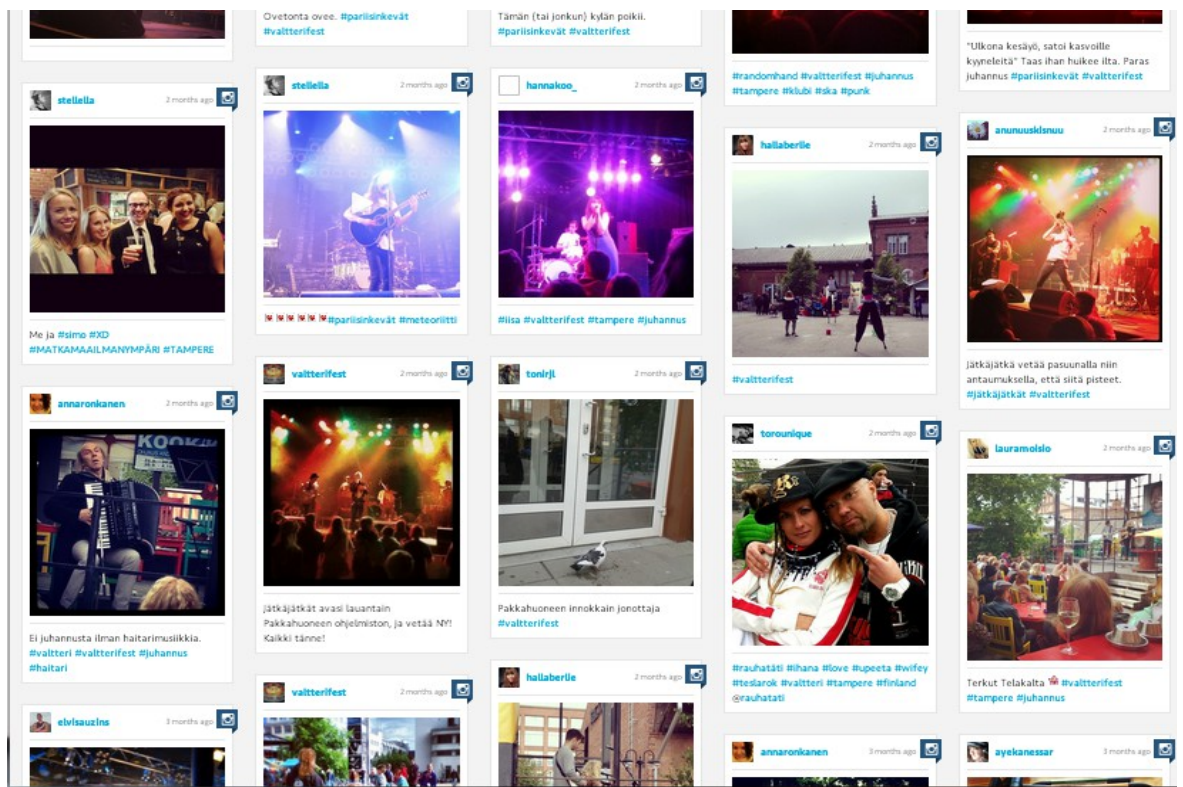 stellella
2 months ago
Me ja #simo #XD
#MATKAMAAILMANYMPÄRI #TAMPERE
annaronkanen
2 months ago
KOOK
Ei juhannusta ilman haitarimusiikkia.
#valtteri #valtterifest #juhannus
#haitari
elvisauzins
3 months ago
Ovetonta ovee. #pariisinkevät
#valtterifest
stellella
2 months ago
#pariisinkevät #meteoriitti
valtterifest
2 months ago
Jätkäjätkät avasi lauantain
Pakkahuoneen ohjelmiston, ja vetää NY!
Kaikki tänne!
valtterifest
2 months ago
Tämän (tai jonkun) kylän poikii.
#pariisinkevät #valtterifest
hannakoo_
2 months ago
#iisa #valtterifest #tampere #juhannus
tonirjl
2 months ago
Pakkahuoneen innokkain jonottaja
#valtterifest
hallaberlie
2 months ago
#randomhand #valtterifest #juhannus
#tampere #klubi #ska #punk
hallaberlie
2 months ago
#valtterifest
torounique
2 months ago
#rauhatäti #ihana #love #upeeta #wifey
#teslarok #valtteri #tampere #finland
@rauhatati
annaronkanen
3 months ago
"Ulkona kesäyö, satoi kasvoille
kyyneleitä" Taas ihan huikee ilta. Paras
juhannus #pariisinkevät #valtterifest
anunuuskisnuu
2 months ago
Jätkäjätkä vetää pasuunalla niin
antaumuksella, että siitä pisteet.
#jätkäjätkät #valtterifest
lauramoisio
2 months ago
Terkut Telakalta #valtterifest
#tampere #juhannus
ayekanessar
3 months ago